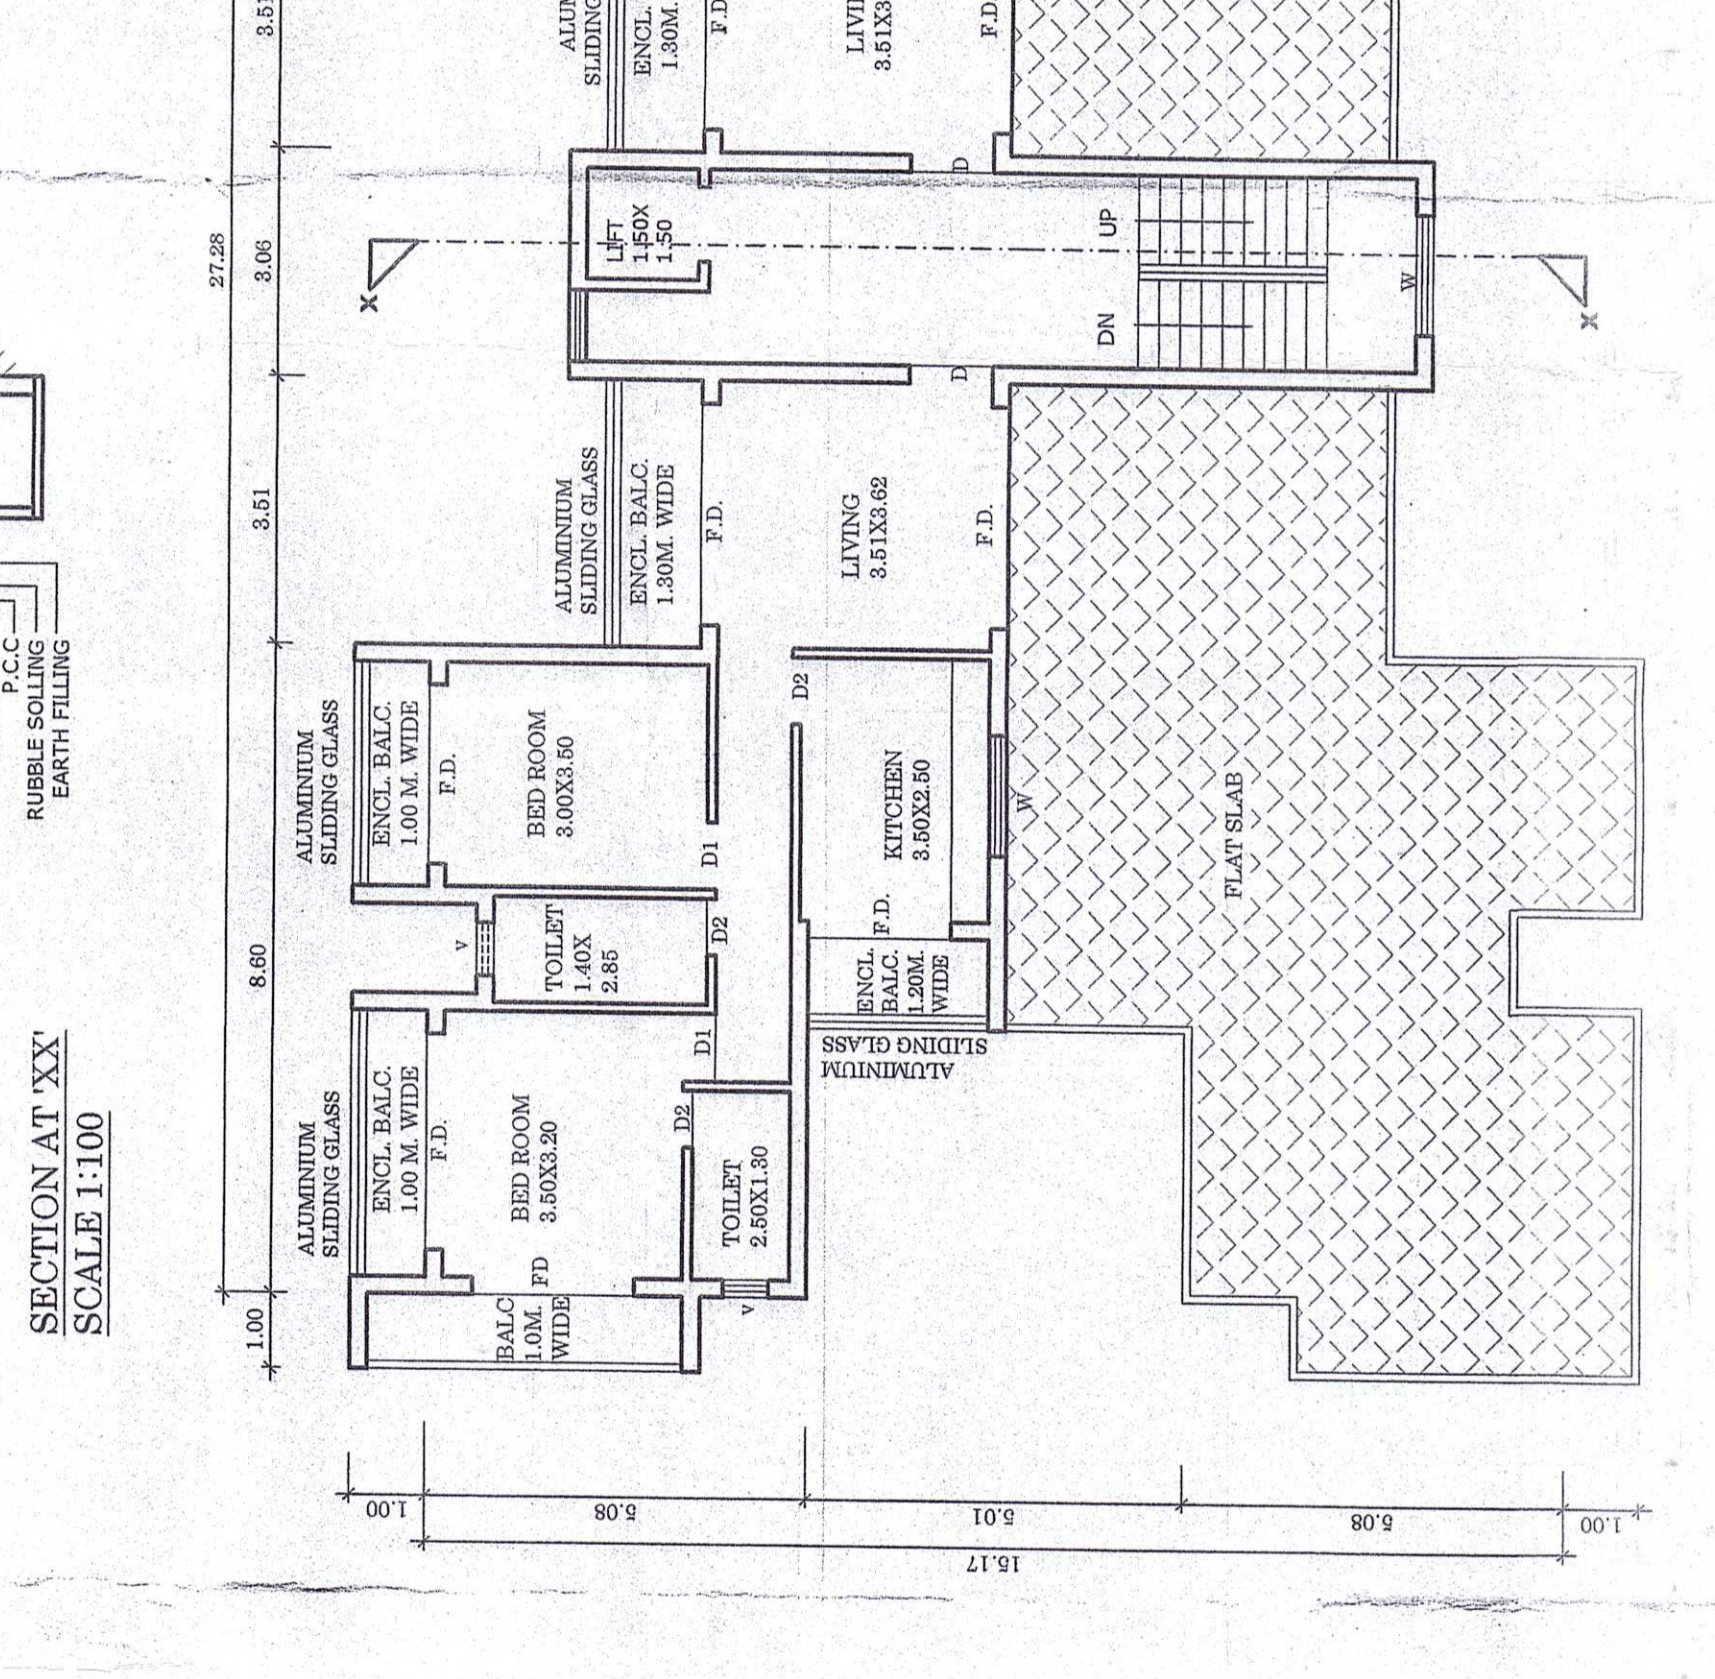 P.C.C
RUBBLE SOLLING
EARTH FILLING
SECTION AT 'XX'
SCALE 1:100
27.28
3.51
3.06
3.51
8.60
1.00
X
LIFT
1.50X
1.50
UP
DN
D
D
W
X
ENCL.
1.30M.
F.D
F.D
ALUMINIUM
SLIDING GLASS
ENCL. BALC.
1.30M. WIDE
F.D.
LIVING
3.51X3.62
F.D.
ALUMINIUM
SLIDING GLASS
ENCL. BALC.
1.00 M. WIDE
F.D.
BED ROOM
3.00X3.50
D1
D2
KITCHEN
3.50X2.50
W
F.D.
ENCL.
BALC.
1.20M.
WIDE
ALUMINIUM
SLIDING GLASS
V
TOILET
1.40X
2.85
D2
D1
ALUMINIUM
SLIDING GLASS
ENCL. BALC.
1.00 M. WIDE
F.D.
BED ROOM
3.50X3.20
FD
D2
TOILET
2.50X1.30
V
BALC
1.0M.
WIDE
FLAT SLAB
1.00
5.08
5.01
5.08
1.00
15.17